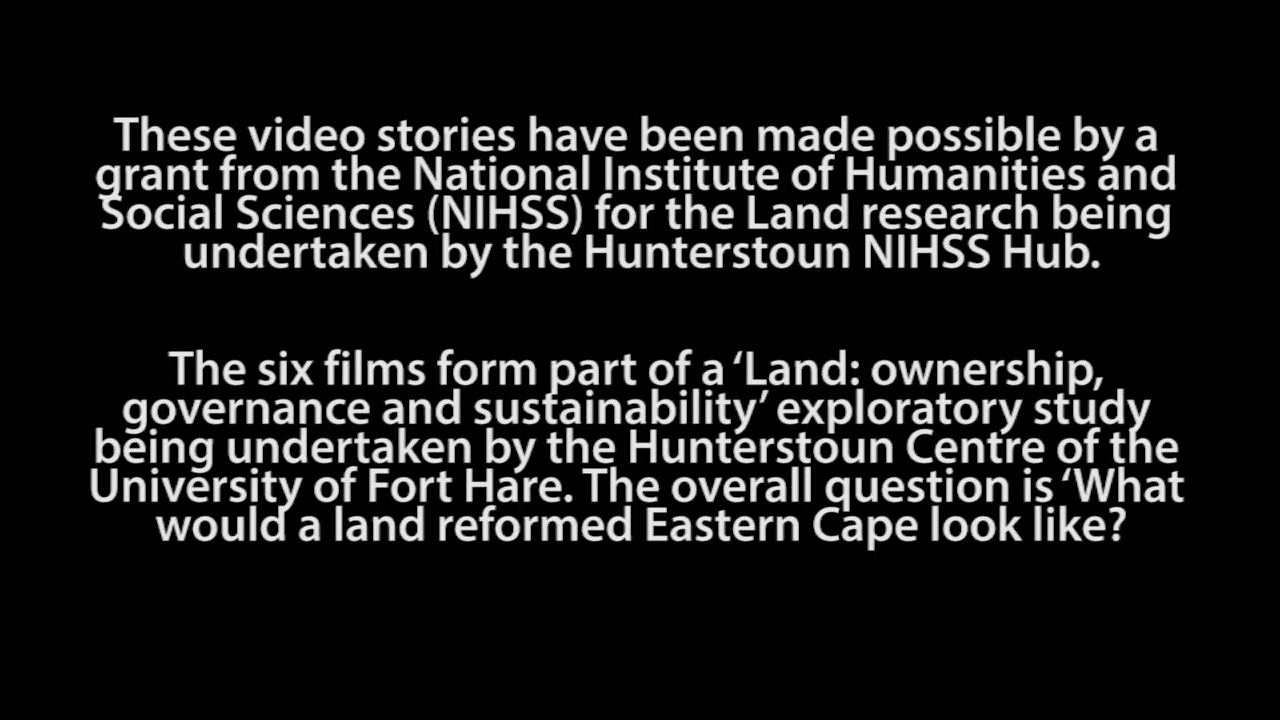 These video stories have been made possible by a
grant from the National Institute of Humanities and
Social Sciences (NIHSS) for the Land research being
undertaken by the Hunterstoun NIHSS Hub.
The six films form part of a ‘Land: ownership,
governance and sustainability’ exploratory study
being undertaken by the Hunterstoun Centre of the
University of Fort Hare. The overall question is ‘What
would a land reformed Eastern Cape look like?